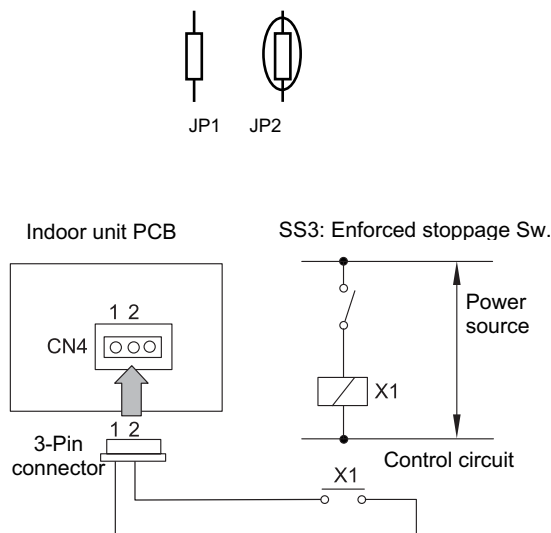 JP1 JP2
Indoor unit PCB
SS3: Enforced stoppage Sw.
1 2
CN4
Power
source
X1
1 2
3-Pin
connector
Control circuit
X1